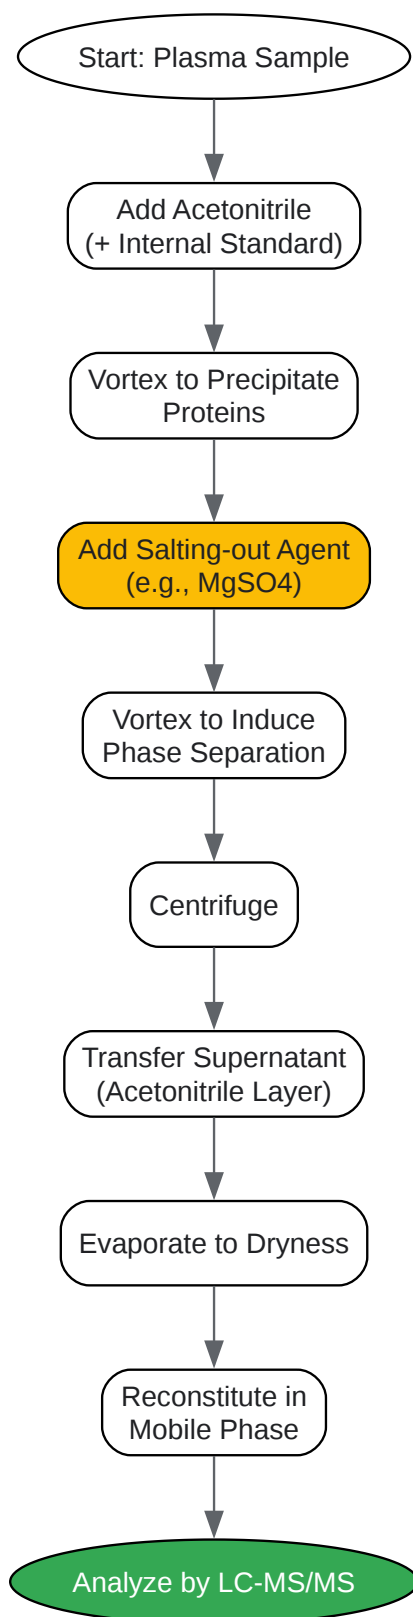 Start: Plasma Sample
Add Acetonitrile
(+ Internal Standard)
Vortex to Precipitate
Proteins
Add Salting-out Agent
(e.g., MgSO4)
Vortex to Induce
Phase Separation
Centrifuge
Transfer Supernatant
(Acetonitrile Layer)
Evaporate to Dryness
Reconstitute in
Mobile Phase
Analyze by LC-MS/MS